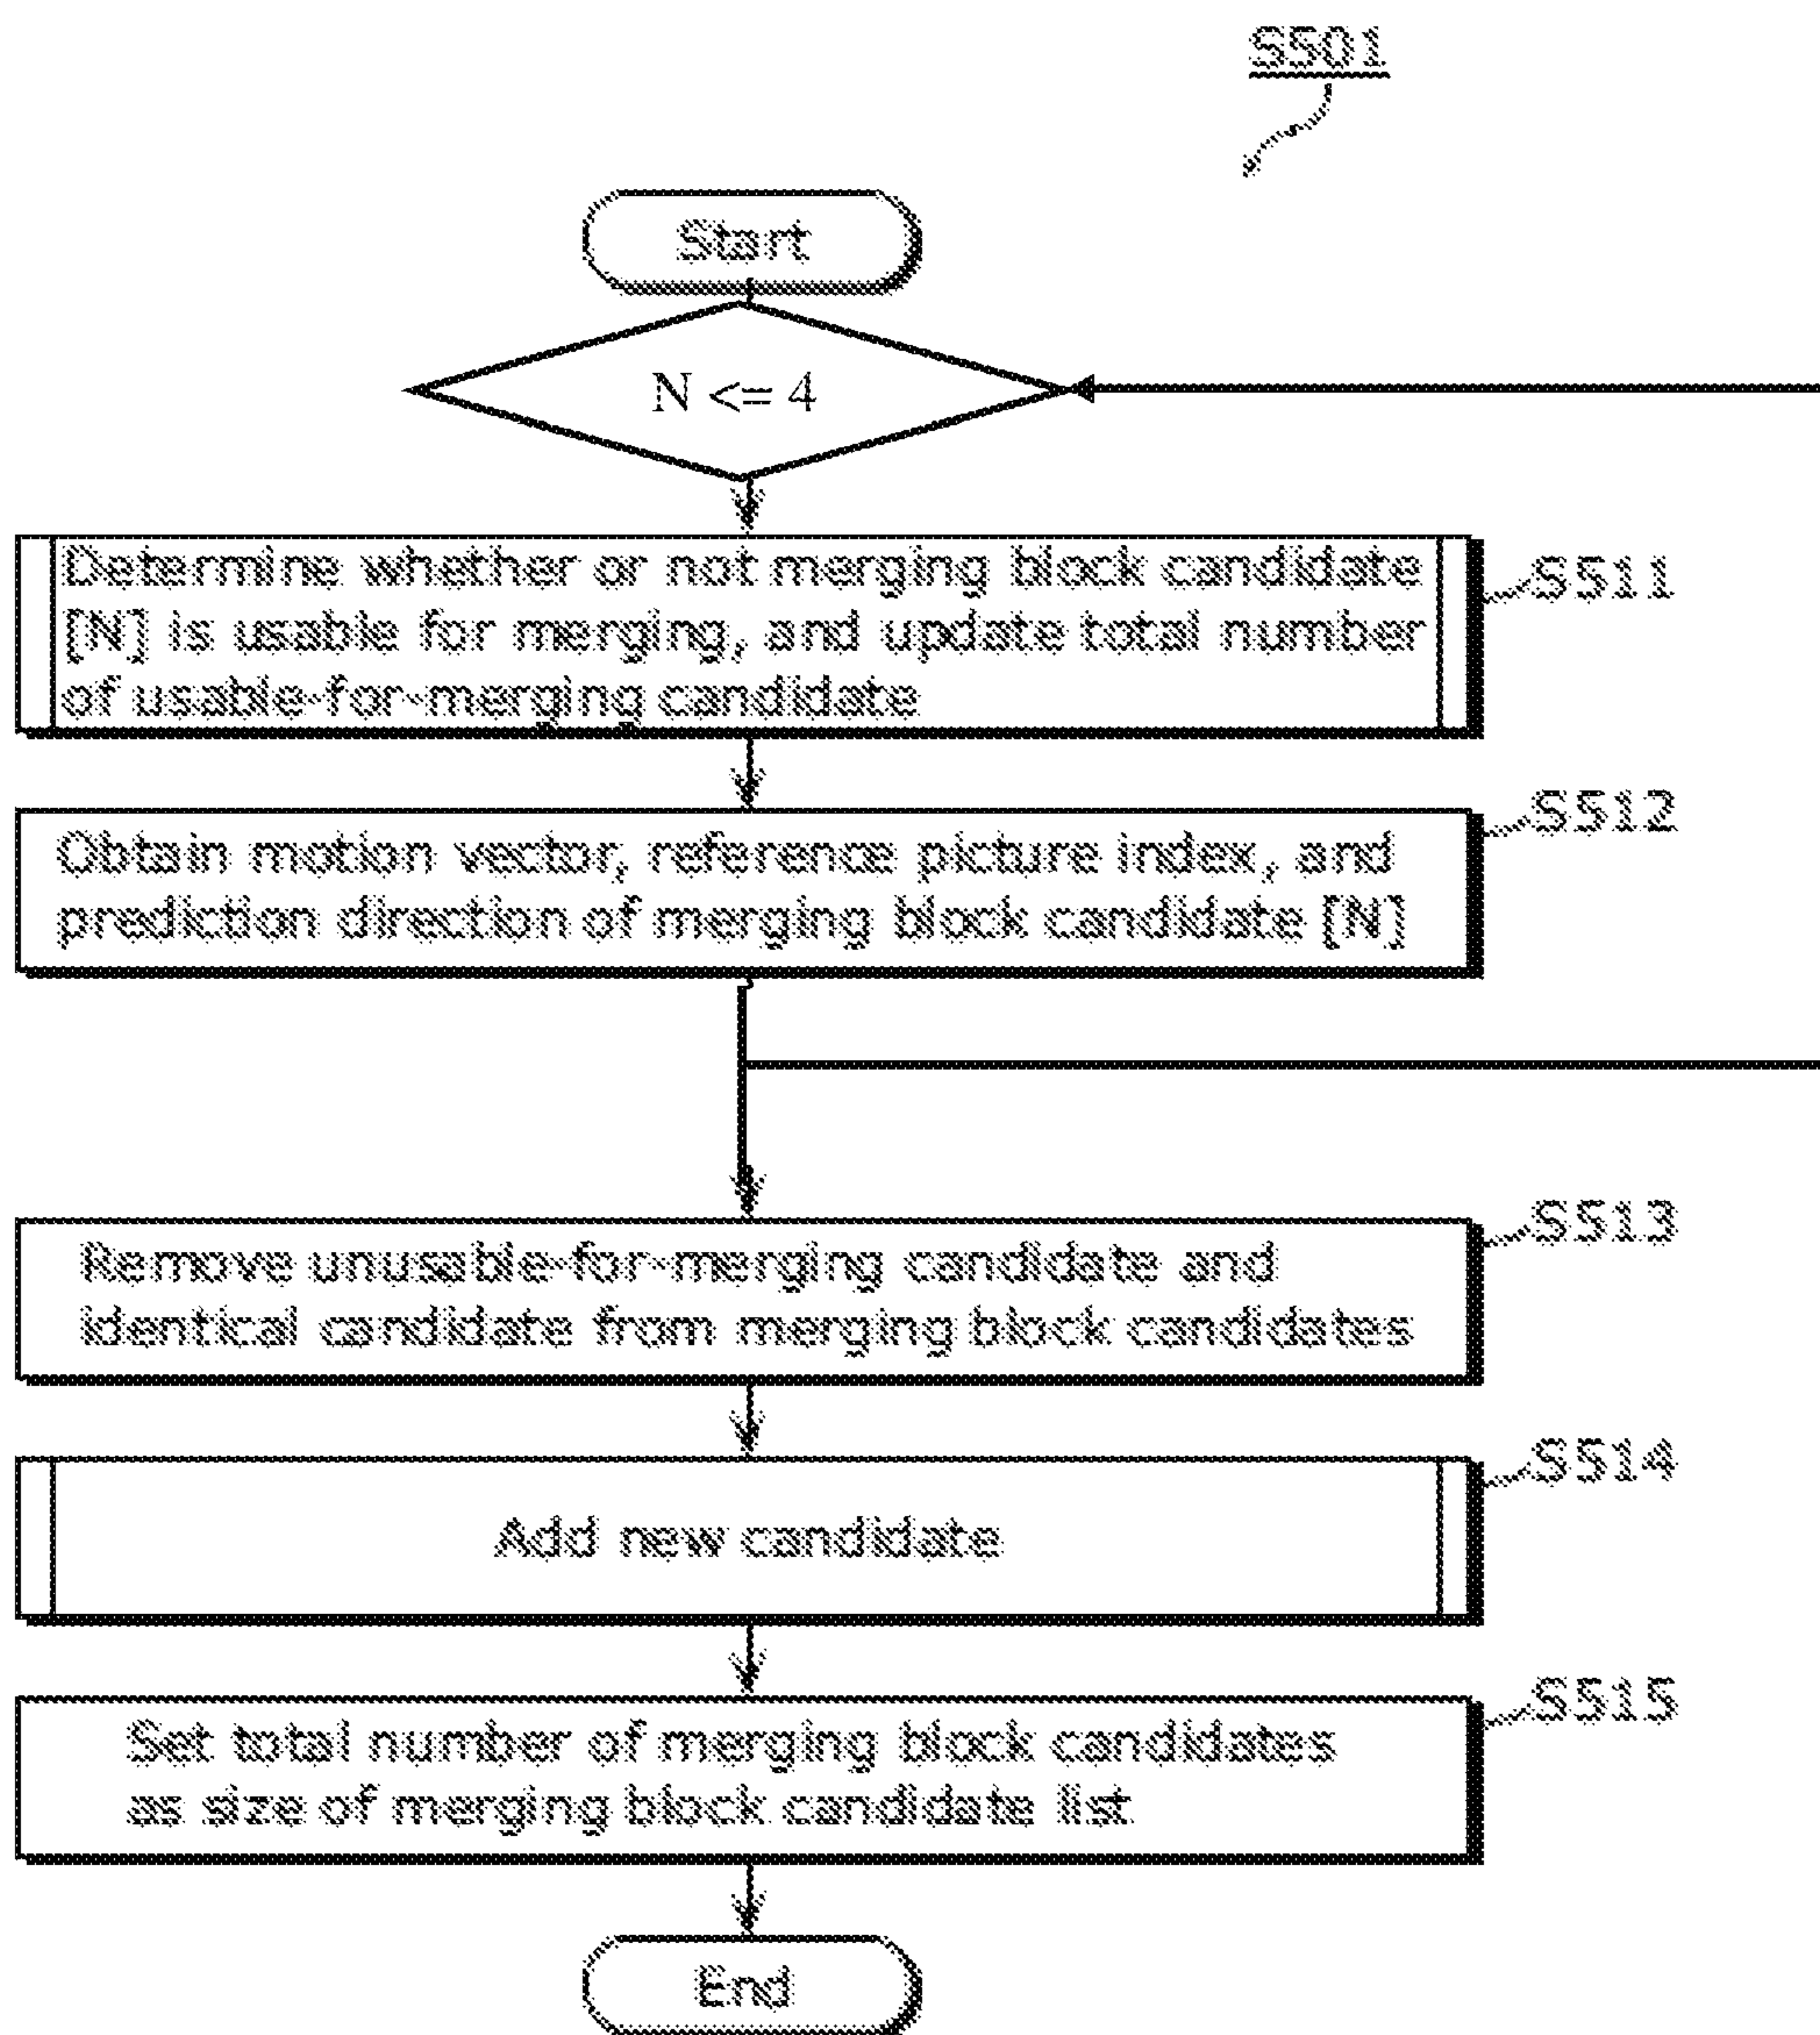 S501
Start
N <= 4
Determine whether or not merging block candidate
[N] is usable for merging, and update total number
of usable-for-merging candidate
S511
Obtain motion vector, reference picture index, and
prediction direction of merging block candidate [N]
S512
Remove unusable-for-merging candidate and
identical candidate from merging block candidates
S513
Add new candidate
S514
Set total number of merging block candidates
as size of merging block candidate list
S515
End